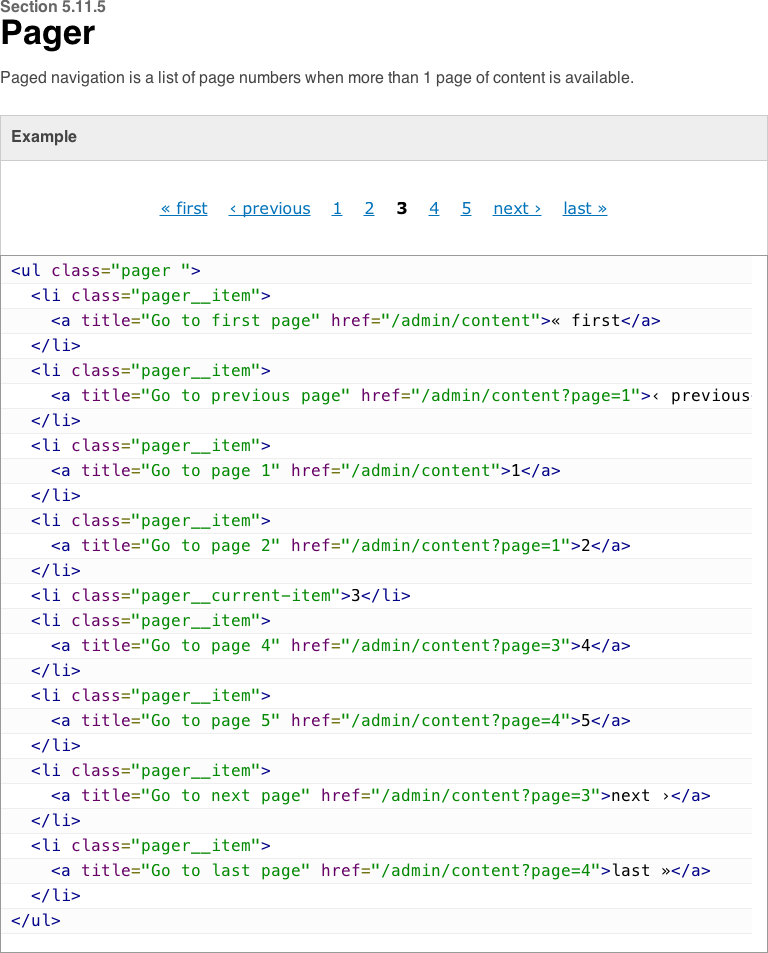 Section 5.11.5
Pager
Paged navigation is a list of page numbers when more than 1 page of content is available.
Example
« first ‹ previous 1 2 3 4 5 next › last »
<ul class="pager ">
  <li class="pager__item">
    <a title="Go to first page" href="/admin/content">« first</a>
  </li>
  <li class="pager__item">
    <a title="Go to previous page" href="/admin/content?page=1">‹ previous
  </li>
  <li class="pager__item">
    <a title="Go to page 1" href="/admin/content">1</a>
  </li>
  <li class="pager__item">
    <a title="Go to page 2" href="/admin/content?page=1">2</a>
  </li>
  <li class="pager__current-item">3</li>
  <li class="pager__item">
    <a title="Go to page 4" href="/admin/content?page=3">4</a>
  </li>
  <li class="pager__item">
    <a title="Go to page 5" href="/admin/content?page=4">5</a>
  </li>
  <li class="pager__item">
    <a title="Go to next page" href="/admin/content?page=3">next ›</a>
  </li>
  <li class="pager__item">
    <a title="Go to last page" href="/admin/content?page=4">last »</a>
  </li>
</ul>